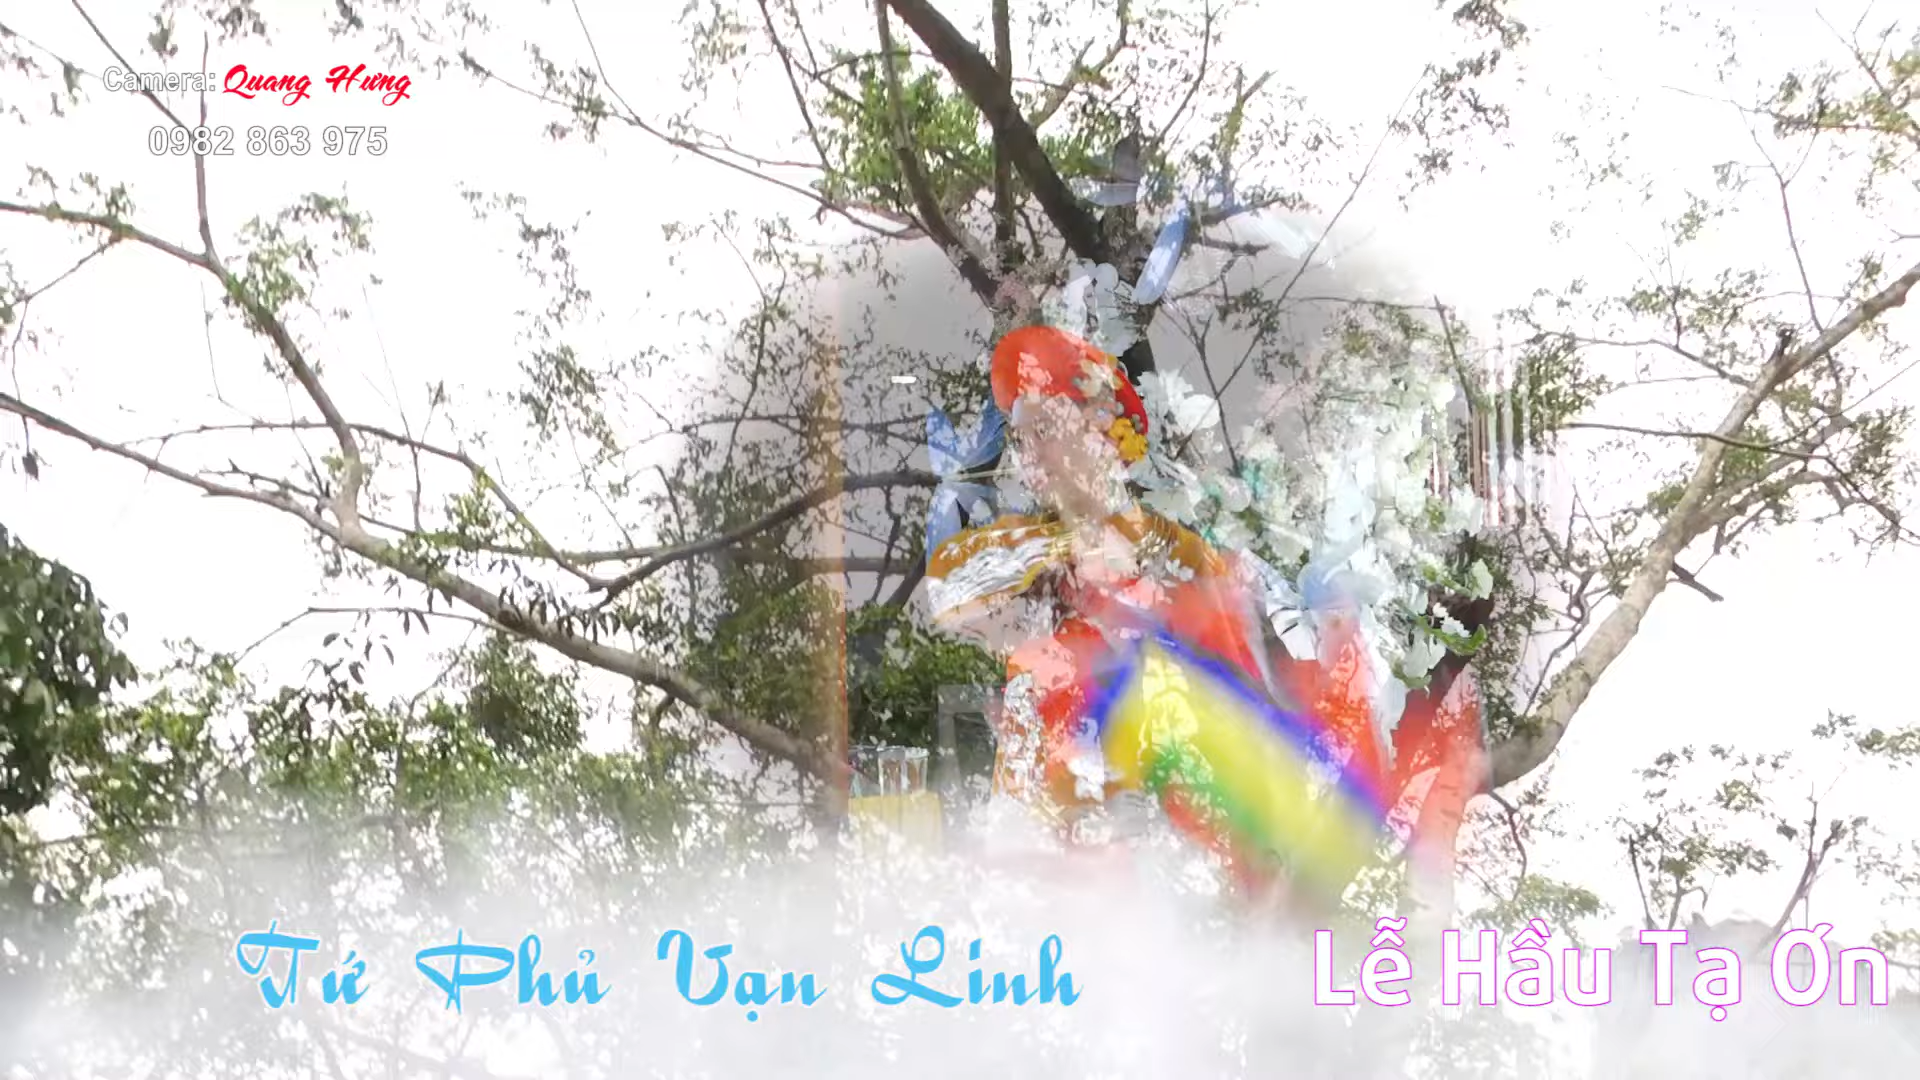 Camera: Quang Hưng
0982 863 975
Tứ Phủ Vạn Linh
Lễ Hầu Tạ Ơn